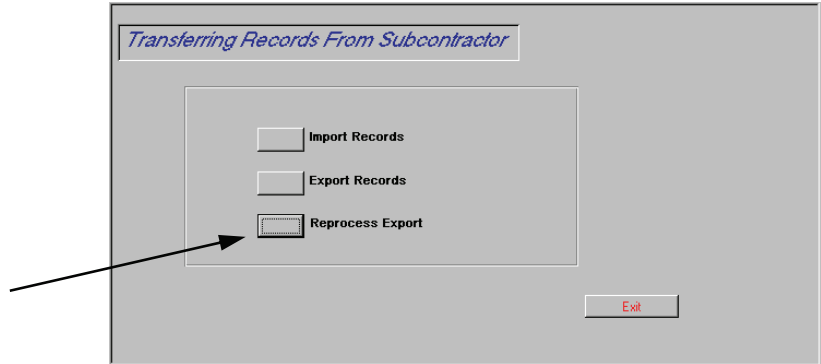 Transferring Records From Subcontractor
Import Records
Export Records
Reprocess Export
Exit